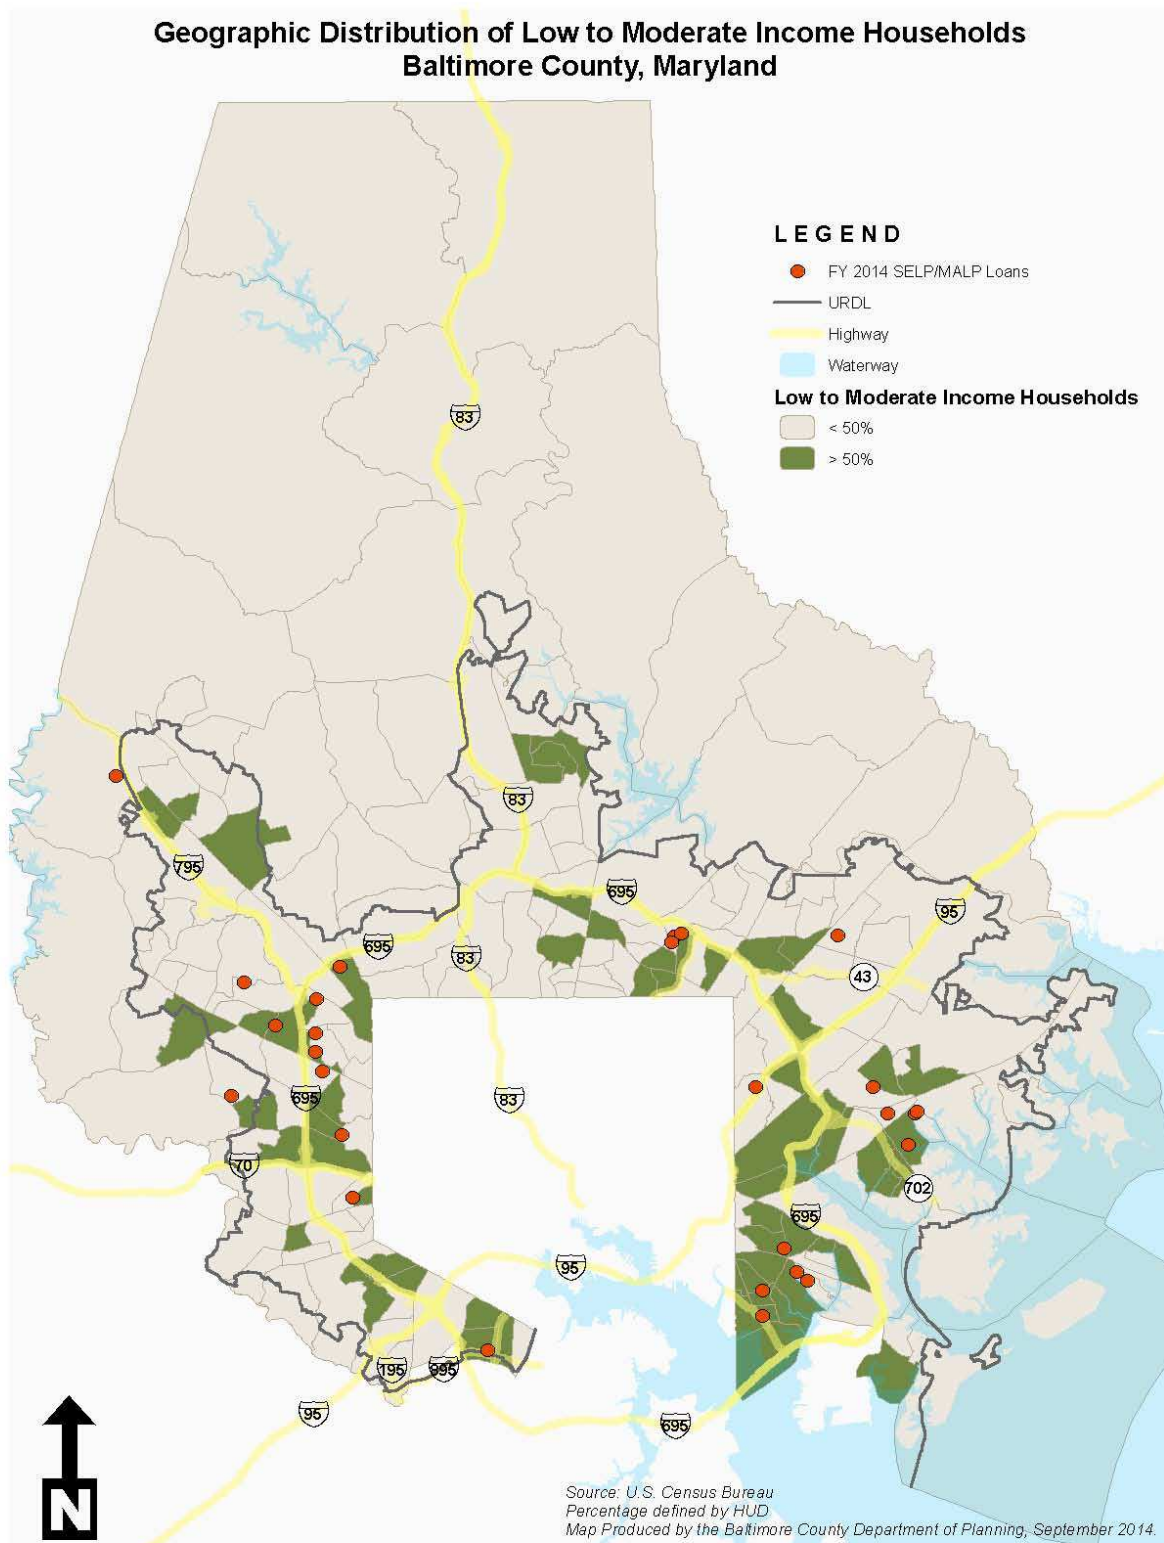 Geographic Distribution of Low to Moderate Income Households
Baltimore County, Maryland
L E G E N D
FY 2014 SELP/MALP Loans
URDL
Highway
Waterway
Low to Moderate Income Households
< 50%
> 50%
83
83
795
695
95
695
83
43
695
83
70
702
695
95
195
895
95
695
N
Source: U.S. Census Bureau
Percentage defined by HUD
Map Produced by the Baltimore County Department of Planning, September 2014.